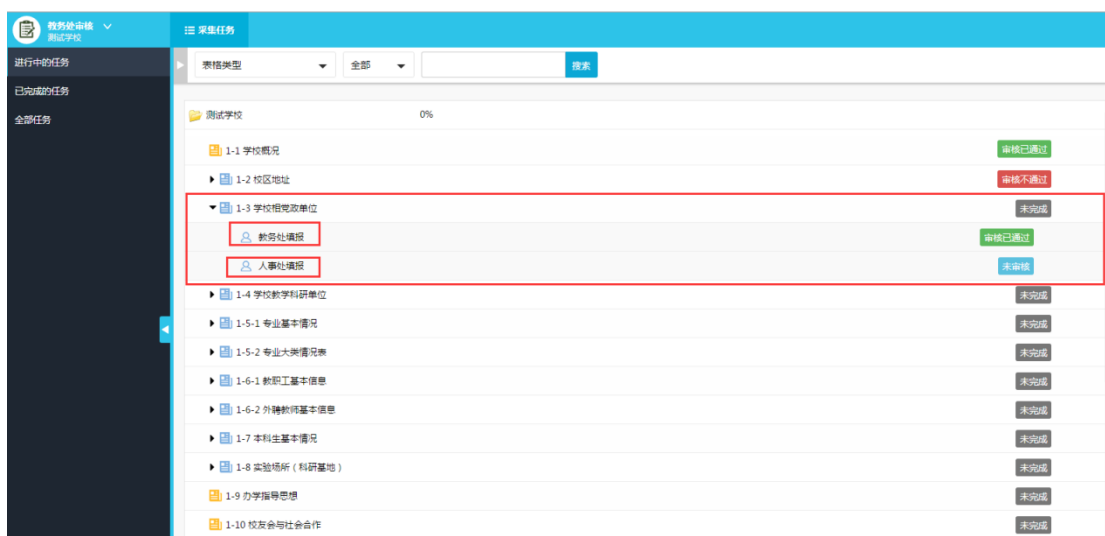 教务处审核
测试学校
采集任务
进行中的任务
已完成的任务
全部任务
表格类型 全部 搜索
测试学校 0%
1-1 学校概况 审核已通过
1-2 校区地址 审核不通过
1-3 学校相党政单位 未完成
教务处填报 审核已通过
人事处填报 未审核
1-4 学校教学科研单位 未完成
1-5-1 专业基本情况 未完成
1-5-2 专业大类情况表 未完成
1-6-1 教职工基本信息 未完成
1-6-2 外聘教师基本信息 未完成
1-7 本科生基本情况 未完成
1-8 实验场所（科研基地） 未完成
1-9 办学指导思想 未完成
1-10 校友会与社会合作 未完成